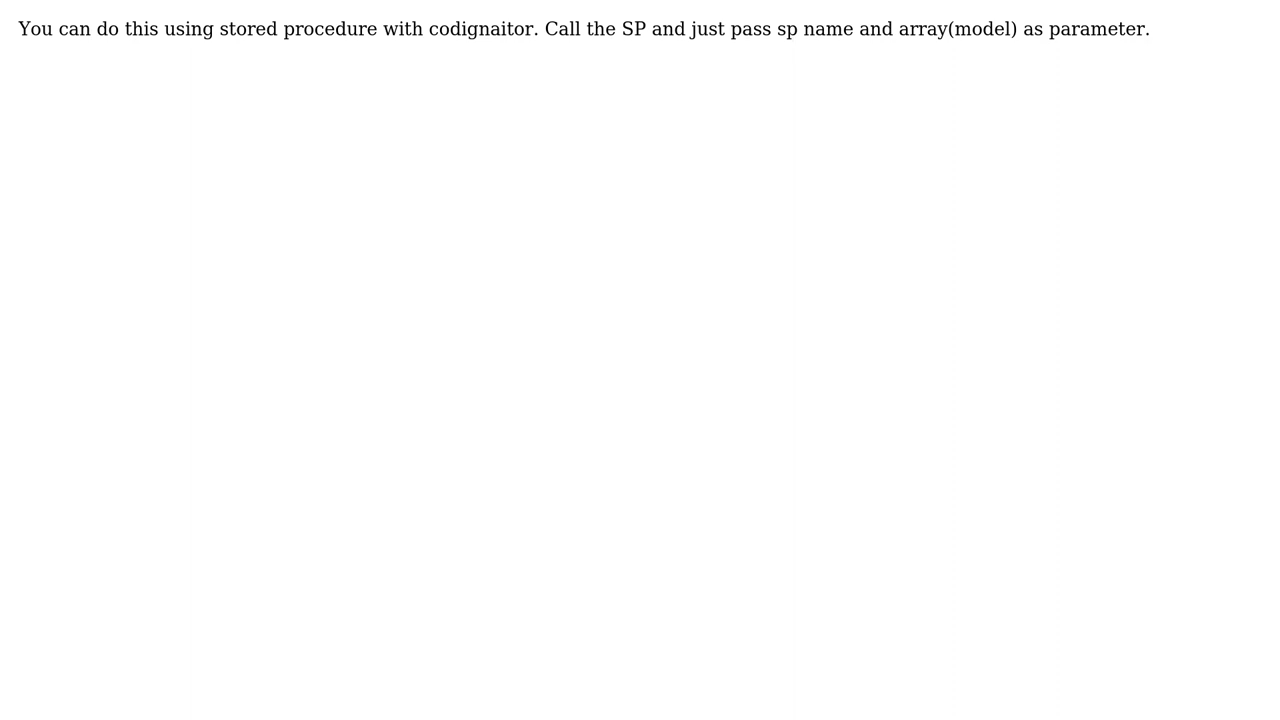 You can do this using stored procedure with codignaitor. Call the SP and just pass sp name and array(model) as parameter.